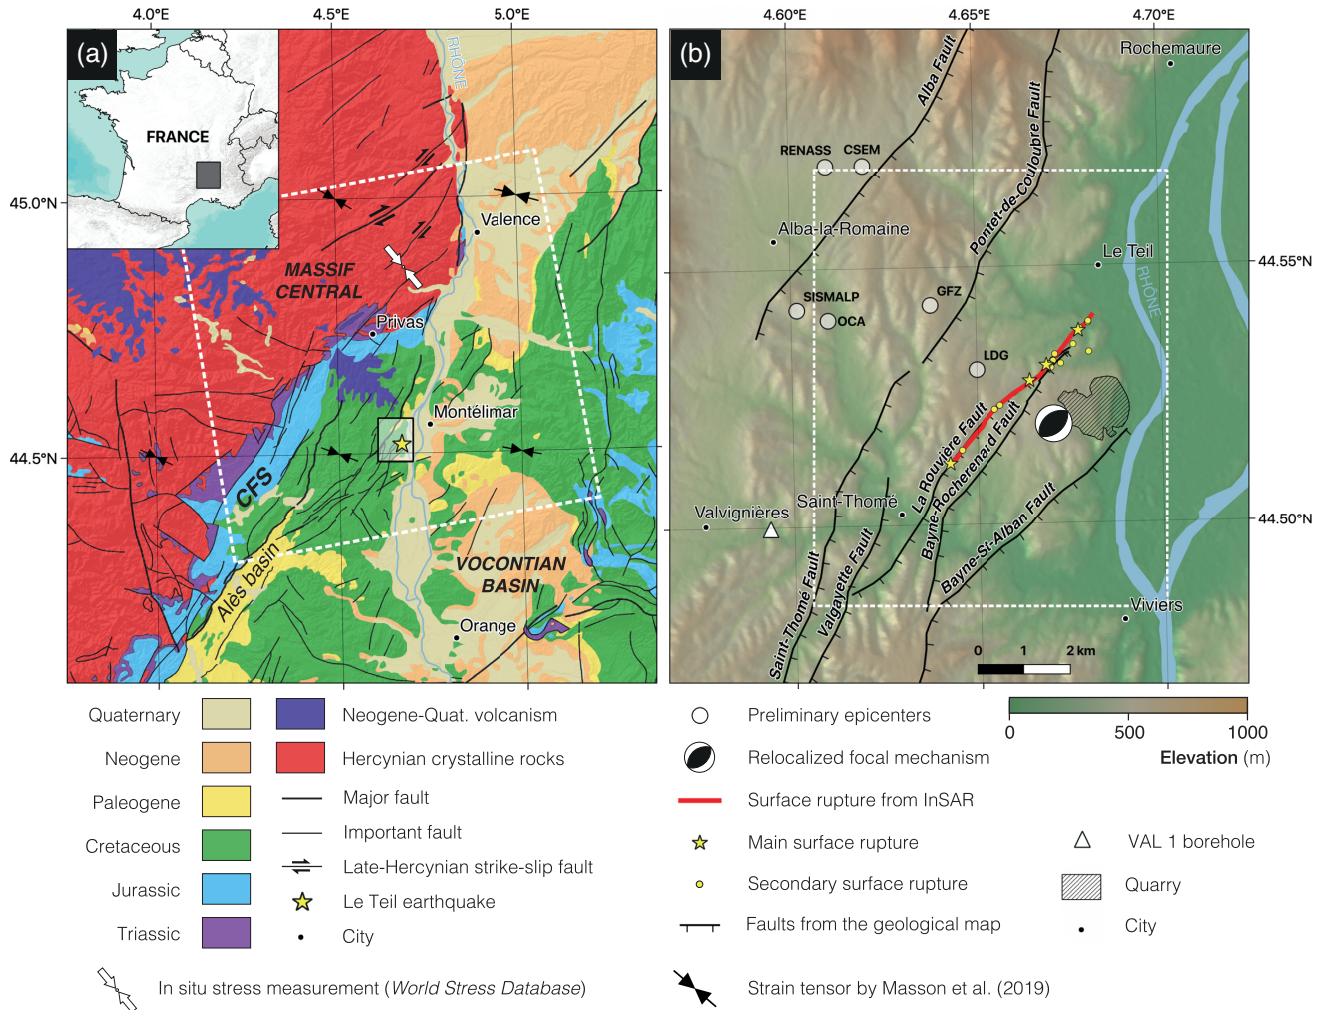 4.0°E
4.5°E
5.0°E
4.60°E
4.65°E
4.70°E
(a)
FRANCE
RHÔNE
45.0°N
44.5°N
Valence
MASSIF
CENTRAL
Privas
Montélimar
CFS
Alès basin
VOCONTIAN
BASIN
Orange
(b)
Rochemaure
Alba Fault
Pontet-de-Couloubre Fault
RENASS
CSEM
Alba-la-Romaine
Le Teil
RHÔNE
44.55°N
SISMALP
OCA
GFZ
LDG
La Rouvière Fault
Bayne-Rocherenard Fault
Saint-Thomé
Valvignières
44.50°N
Bayne-St-Alban Fault
Saint-Thomé Fault
Valgayette Fault
Viviers
0 1 2 km
Quaternary
Neogene
Paleogene
Cretaceous
Jurassic
Triassic
Neogene-Quat. volcanism
Hercynian crystalline rocks
Major fault
Important fault
Late-Hercynian strike-slip fault
Le Teil earthquake
City
In situ stress measurement (World Stress Database)
Preliminary epicenters
Relocalized focal mechanism
Surface rupture from InSAR
Main surface rupture
Secondary surface rupture
Faults from the geological map
Strain tensor by Masson et al. (2019)
0 500 1000
Elevation (m)
VAL 1 borehole
Quarry
City